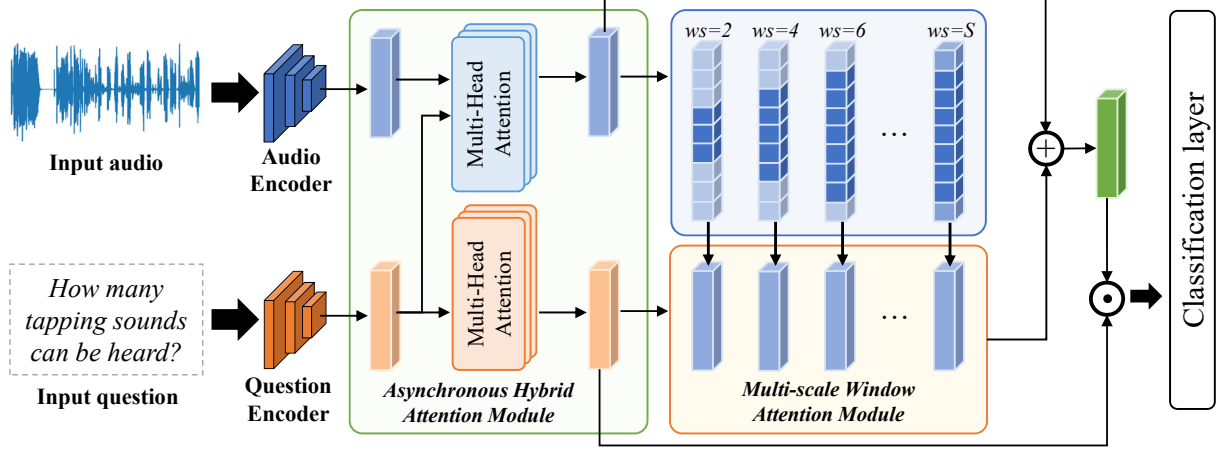 Input audio
Audio
Encoder
Multi-Head
Attention
ws=2
ws=4
ws=6
ws=S
...
+
Classification layer
How many
tapping sounds
can be heard?
Input question
Question
Encoder
Multi-Head
Attention
Asynchronous Hybrid
Attention Module
...
Multi-scale Window
Attention Module